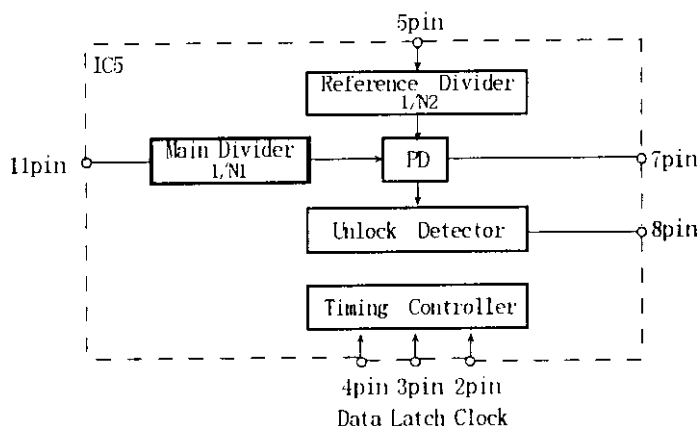 5pin
IC5
Reference Divider
1/N2
11pin
Main Divider
1/N1
PD
7pin
Unlock Detector
8pin
Timing Controller
4pin 3pin 2pin
Data Latch Clock